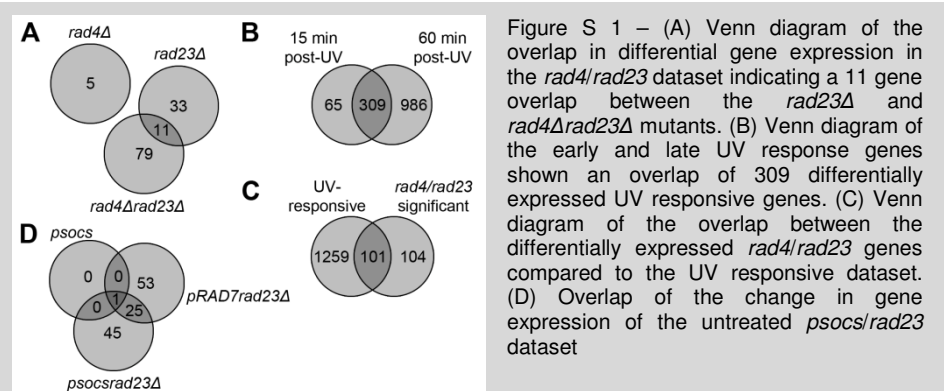 A
rad4Δ
5
rad23Δ
33
11
79
rad4Δrad23Δ
B
15 min
post-UV
60 min
post-UV
65
309
986
C
UV-
responsive
rad4/rad23
significant
1259
101
104
D
psocs
0
0
53
1
0
25
pRAD7rad23Δ
45
psocsrad23Δ
Figure S 1 – (A) Venn diagram of the
overlap in differential gene expression in
the rad4/rad23 dataset indicating a 11 gene
overlap between the rad23Δ and
rad4Δrad23Δ mutants. (B) Venn diagram of
the early and late UV response genes
shown an overlap of 309 differentially
expressed UV responsive genes. (C) Venn
diagram of the overlap between the
differentially expressed rad4/rad23 genes
compared to the UV responsive dataset.
(D) Overlap of the change in gene
expression of the untreated psocs/rad23
dataset